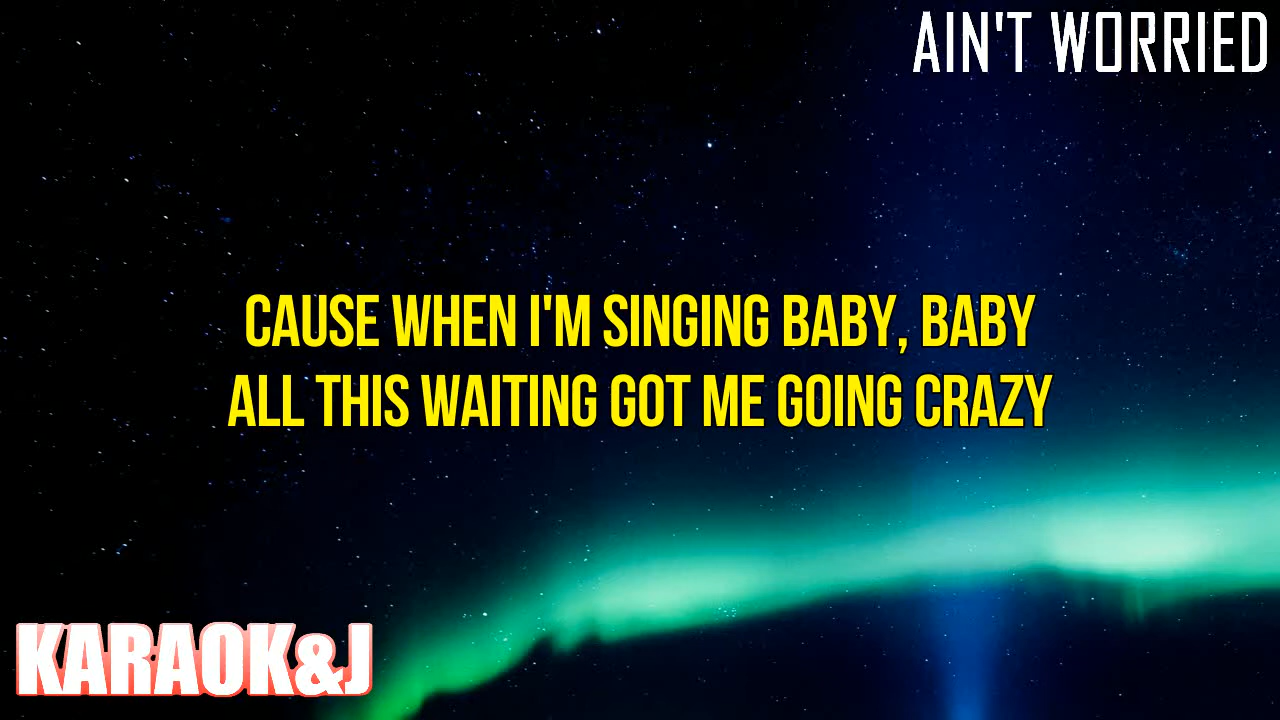 AIN'T WORRIED
CAUSE WHEN I'M SINGING BABY, BABY
ALL THIS WAITING GOT ME GOING CRAZY
KARAOK&J